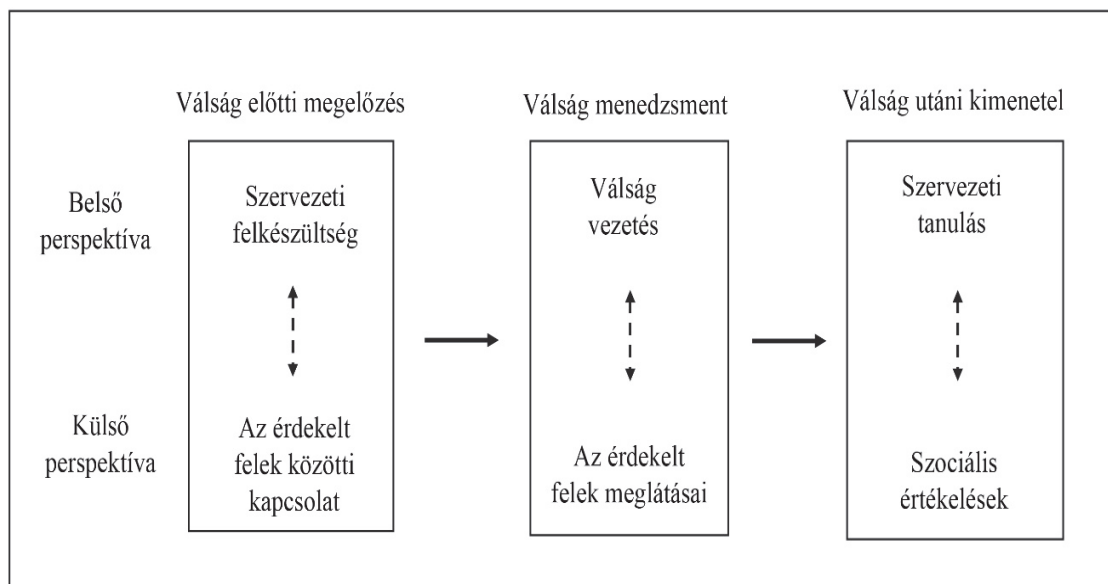 Válság előtti megelőzés
Válság menedzsment
Válság utáni kimenetel
Belső
perspektíva
Szervezeti
felkészültség
Válság
vezetés
Szervezeti
tanulás
Külső
perspektíva
Az érdekelt
felek közötti
kapcsolat
Az érdekelt
felek meglátásai
Szociális
értékelések